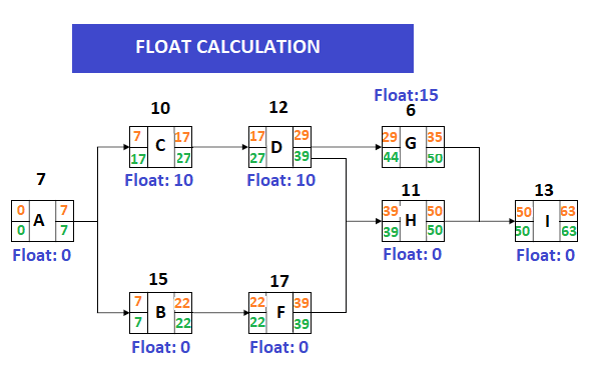 FLOAT CALCULATION
Float:15
10 12 6
7 17 17 29 29 35
C D G
17 27 27 39 44 50
Float: 10 Float: 10
7 11 13
0 7 39 50 50 63
A H I
0 7 39 50 50 63
Float: 0 Float: 0 Float: 0
15 17
7 22 22 39
B F
7 22 22 39
Float: 0 Float: 0